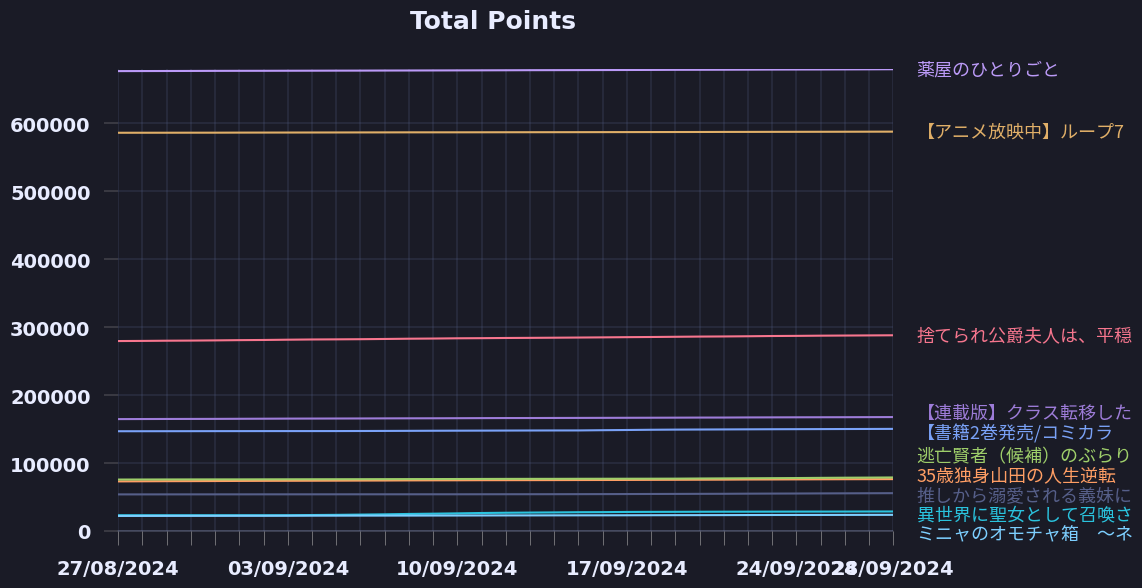 Total Points
薬屋のひとりごと
600000
【アニメ放映中】ループ7
500000
400000
300000
捨てられ公爵夫人は、平穏
200000
【連載版】クラス転移した
【書籍2巻発売/コミカラ
100000
逃亡賢者（候補）のぶらり
35歳独身山田の人生逆転
推しから溺愛される義妹に
異世界に聖女として召喚さ
0
ミニャのオモチャ箱　～ネ
27/08/2024 03/09/2024 10/09/2024 17/09/2024 24/09/2024 28/09/2024